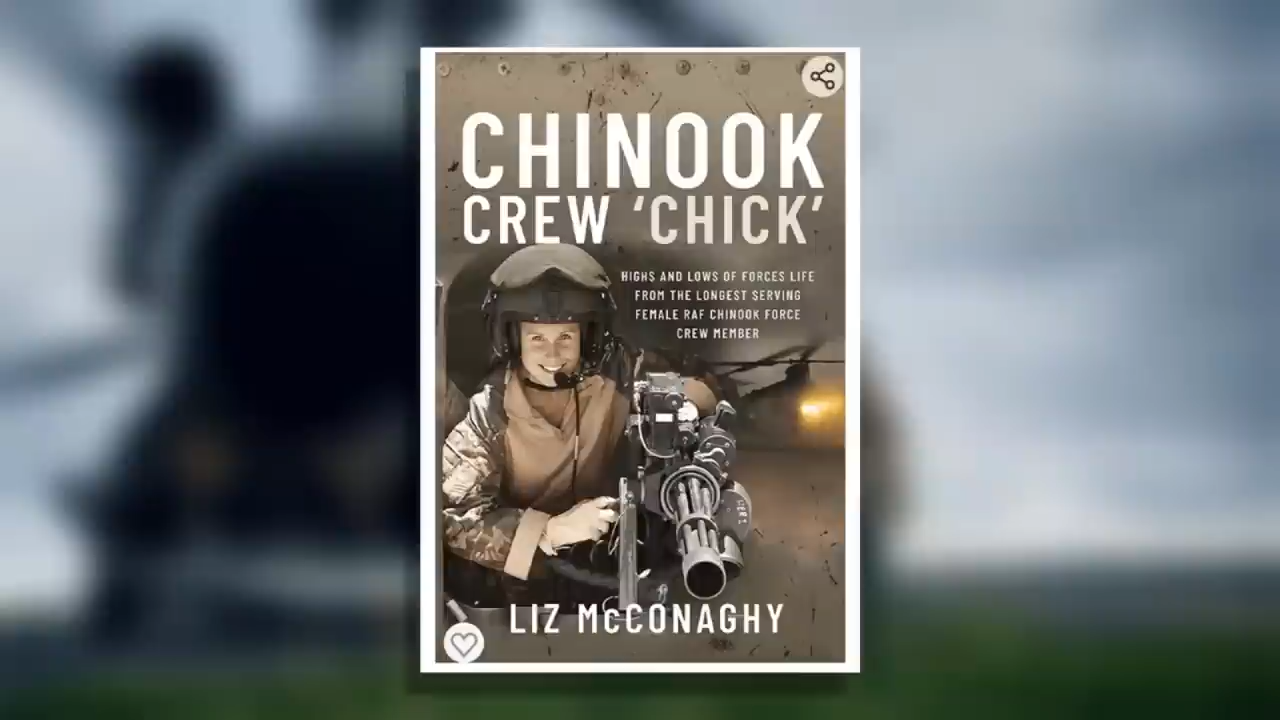 CHINOOK
CREW ‘CHICK’
HIGHS AND LOWS OF FORCES LIFE
FROM THE LONGEST SERVING
FEMALE RAF CHINOOK FORCE
CREW MEMBER
LIZ McCONAGHY